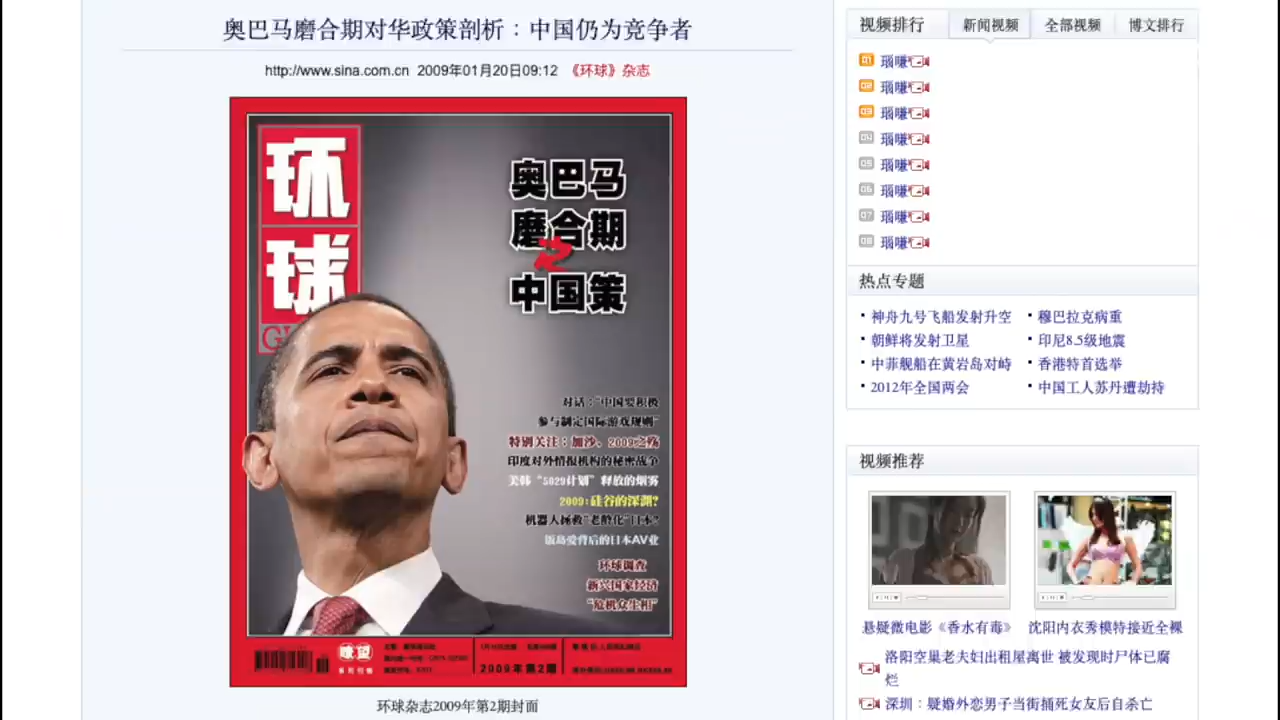 奥巴马磨合期对华政策剖析：中国仍为竞争者
http://www.sina.com.cn 2009年01月20日09:12 《环球》杂志
环
球
奥巴马
磨合期
中国策
对话：“中国要积极
参与制定国际游戏规则”
特别关注：加沙，2009之殇
印度对外情报机构的秘密战争
美韩“5029计划”释放的烟雾
2009：硅谷的深渊？
机器人拯救“老龄化”日本？
饭岛爱背后的日本AV业
环球调查
新兴国家经济
“危机众生相”
瞭望
2009年第2期
环球杂志2009年第2期封面
视频排行 新闻视频 全部视频 博文排行
01
02
03
04
05
06
07
08
热点专题
神舟九号飞船发射升空 穆巴拉克病重
朝鲜将发射卫星 印尼8.5级地震
中菲舰船在黄岩岛对峙 香港特首选举
2012年全国两会 中国工人苏丹遭劫持
视频推荐
悬疑微电影《香水有毒》 沈阳内衣秀模特接近全裸
洛阳空巢老夫妇出租屋离世 被发现时尸体已腐
烂
深圳：疑婚外恋男子当街捅死女友后自杀亡